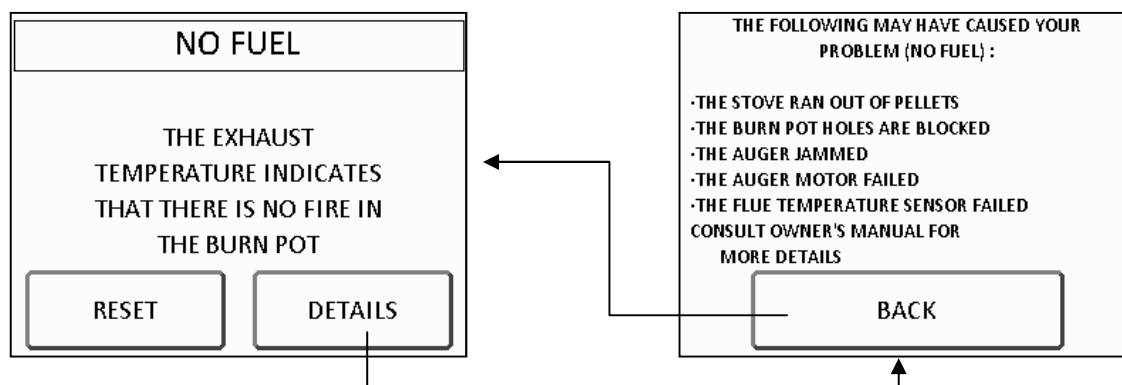 NO FUEL
THE EXHAUST
TEMPERATURE INDICATES
THAT THERE IS NO FIRE IN
THE BURN POT
RESET
DETAILS
THE FOLLOWING MAY HAVE CAUSED YOUR
PROBLEM (NO FUEL) :
·THE STOVE RAN OUT OF PELLETS
·THE BURN POT HOLES ARE BLOCKED
·THE AUGER JAMMED
·THE AUGER MOTOR FAILED
·THE FLUE TEMPERATURE SENSOR FAILED
CONSULT OWNER'S MANUAL FOR
MORE DETAILS
BACK